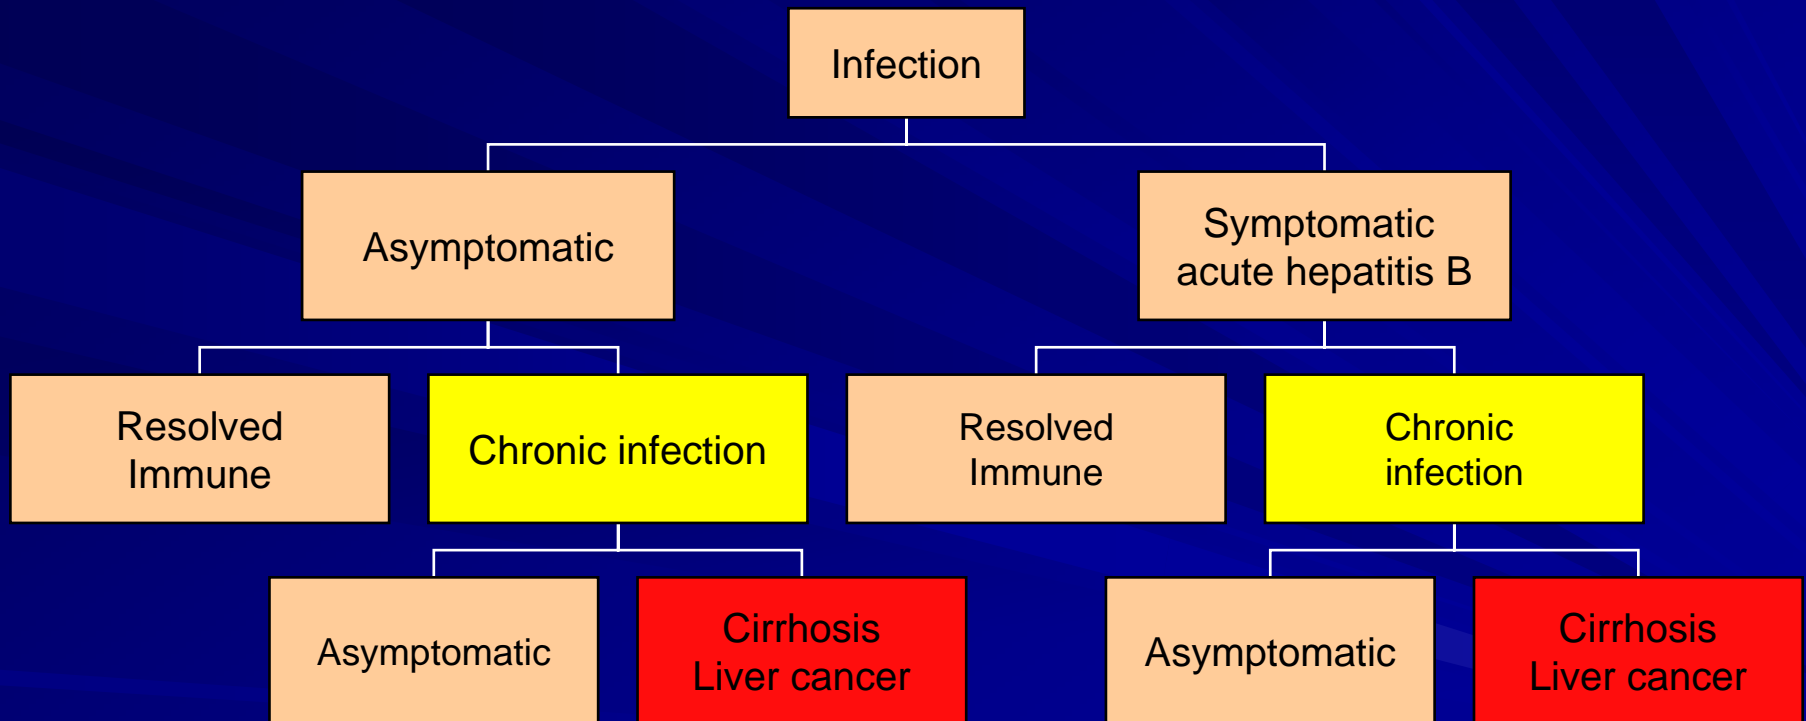 Infection
Asymptomatic
Symptomatic
acute hepatitis B
Resolved
Immune
Chronic infection
Resolved
Immune
Chronic
infection
Asymptomatic
Cirrhosis
Liver cancer
Asymptomatic
Cirrhosis
Liver cancer